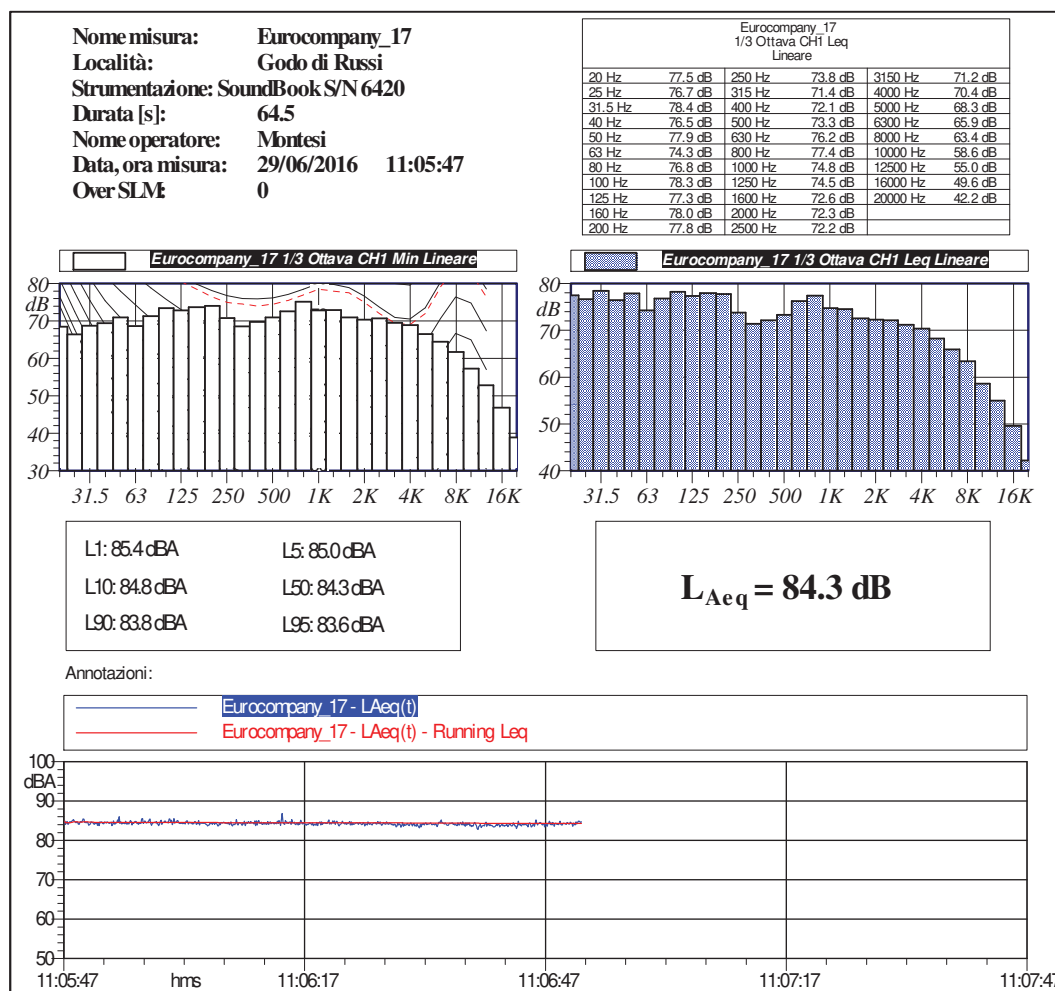 Nome misura: Eurocompany_17
Località: Godo di Russi
Strumentazione: SoundBook S/N 6420
Durata [s]: 64.5
Nome operatore: Montesi
Data, ora misura: 29/06/2016 11:05:47
Over SLM: 0
Eurocompany_17
1/3 Ottava CH1 Leq
Lineare
20 Hz 77.5 dB 250 Hz 73.8 dB 3150 Hz 71.2 dB
25 Hz 76.7 dB 315 Hz 71.4 dB 4000 Hz 70.4 dB
31.5 Hz 78.4 dB 400 Hz 72.1 dB 5000 Hz 68.3 dB
40 Hz 76.5 dB 500 Hz 73.3 dB 6300 Hz 65.9 dB
50 Hz 77.9 dB 630 Hz 76.2 dB 8000 Hz 63.4 dB
63 Hz 74.3 dB 800 Hz 77.4 dB 10000 Hz 58.6 dB
80 Hz 76.8 dB 1000 Hz 74.8 dB 12500 Hz 55.0 dB
100 Hz 78.3 dB 1250 Hz 74.5 dB 16000 Hz 49.6 dB
125 Hz 77.3 dB 1600 Hz 72.6 dB 20000 Hz 42.2 dB
160 Hz 78.0 dB 2000 Hz 72.3 dB
200 Hz 77.8 dB 2500 Hz 72.2 dB
Eurocompany_17 1/3 Ottava CH1 Min Lineare
80
dB
70
60
50
40
30
31.5 63 125 250 500 1K 2K 4K 8K 16K
Eurocompany_17 1/3 Ottava CH1 Leq Lineare
80
dB
70
60
50
40
31.5 63 125 250 500 1K 2K 4K 8K 16K
L1: 85.4 dBA L5: 85.0 dBA
L10: 84.8 dBA L50: 84.3 dBA
L90: 83.8 dBA L95: 83.6 dBA
LAeq = 84.3 dB
Annotazioni:
Eurocompany_17 - LAeq(t)
Eurocompany_17 - LAeq(t) - Running Leq
100
dBA
90
80
70
60
50
11:05:47 hms 11:06:17 11:06:47 11:07:17 11:07:47